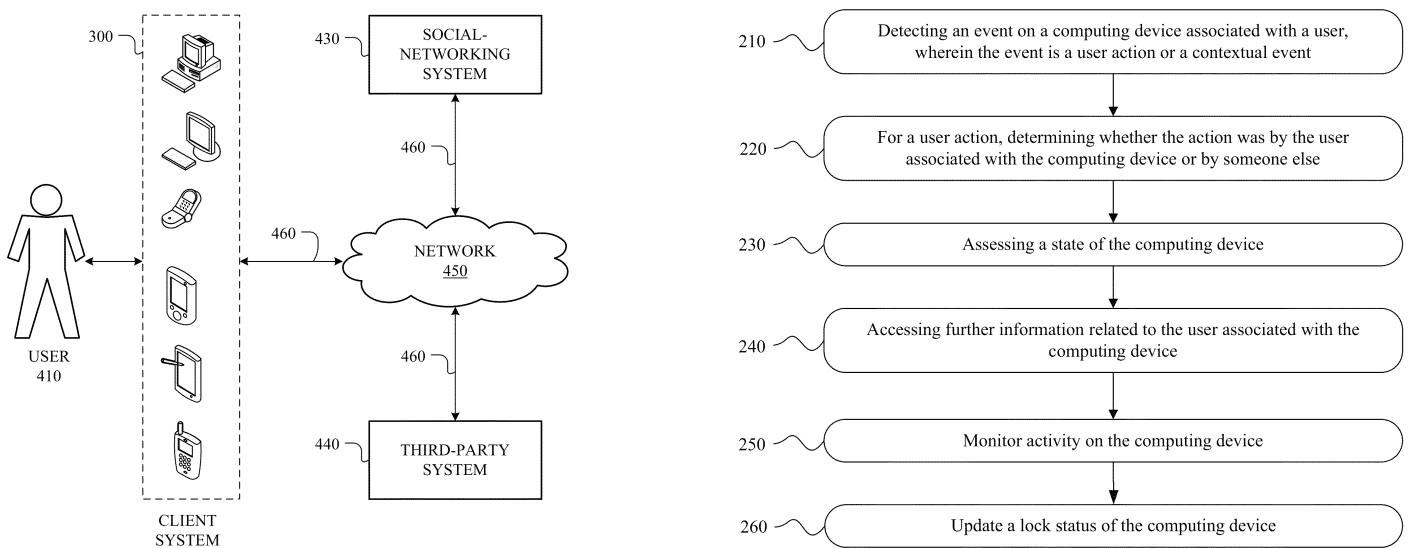 300
430
SOCIAL-
NETWORKING
SYSTEM
460
460
NETWORK
450
USER
410
460
440
THIRD-PARTY
SYSTEM
CLIENT
SYSTEM
210
Detecting an event on a computing device associated with a user,
wherein the event is a user action or a contextual event
220
For a user action, determining whether the action was by the user
associated with the computing device or by someone else
230
Assessing a state of the computing device
240
Accessing further information related to the user associated with the
computing device
250
Monitor activity on the computing device
260
Update a lock status of the computing device